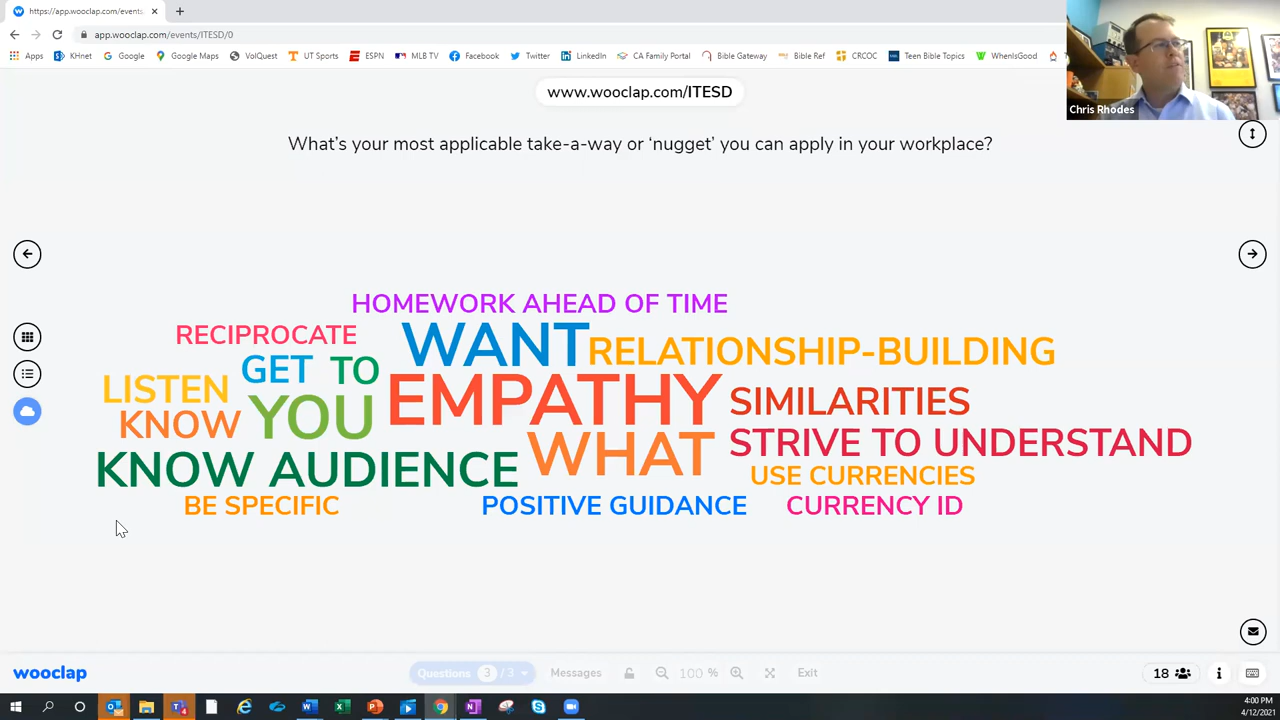 https://app.wooclap.com/events
app.wooclap.com/events/ITESD/0
Apps KHnet Google Google Maps VolQuest UT Sports ESPN MLB TV Facebook Twitter LinkedIn CA Family Portal Bible Gateway Bible Ref CRCOC Teen Bible Topics WhenIsGood
Chris Rhodes
www.wooclap.com/ITESD
What's your most applicable take-a-way or ‘nugget’ you can apply in your workplace?
HOMEWORK AHEAD OF TIME
RECIPROCATE
WANT
RELATIONSHIP-BUILDING
GET TO
LISTEN
EMPATHY
SIMILARITIES
KNOW
YOU
WHAT
STRIVE TO UNDERSTAND
KNOW AUDIENCE
USE CURRENCIES
BE SPECIFIC
POSITIVE GUIDANCE
CURRENCY ID
wooclap
Questions 3 / 3
Messages
100 %
Exit
18
4:00 PM
4/12/2021